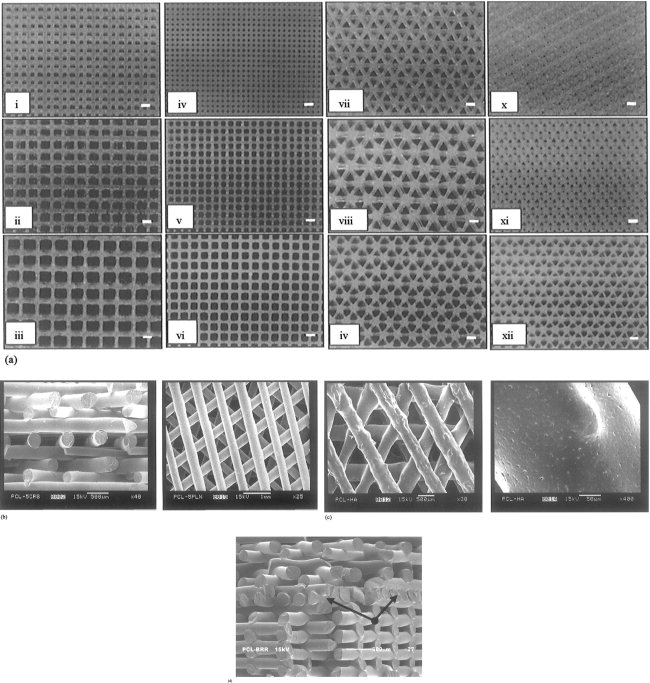 i
iv
vii
x
ii
v
viii
xi
iii
vi
iv
xii
(a)
PCL-SCRS 0002 15kV 500µm x40
PCL-SPLN 15kV 1mm x25
PCL-HA 15kV 500µm
PCL-HA 15kV 50µm x400
(b)
(c)
PCL-BRR 15kV